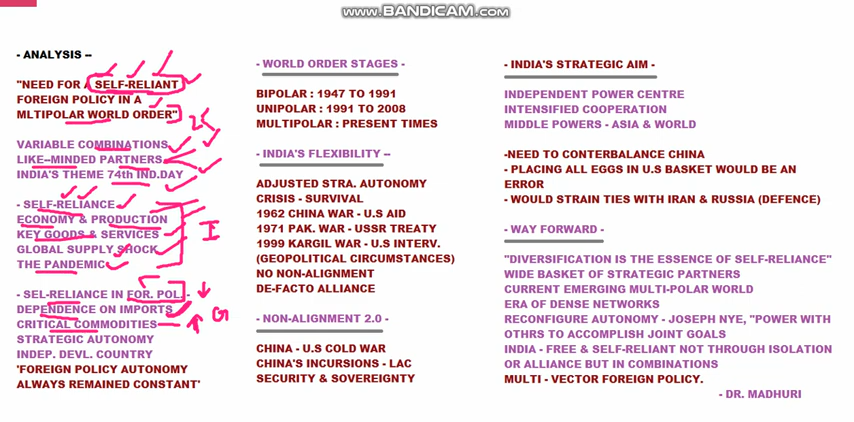 www.BANDICAM.com
- ANALYSIS --
"NEED FOR A SELF-RELIANT
FOREIGN POLICY IN A
MLTIPOLAR WORLD ORDER"
VARIABLE COMBINATIONS
LIKE--MINDED PARTNERS
INDIA'S THEME 74th IND.DAY
- SELF-RELIANCE
ECONOMY & PRODUCTION
KEY GOODS & SERVICES
GLOBAL SUPPLY SHOCK
THE PANDEMIC
I
- SEL-RELIANCE IN FOR. POL. -
DEPENDENCE ON IMPORTS
CRITICAL COMMODITIES
G
STRATEGIC AUTONOMY
INDEP. DEVL. COUNTRY
'FOREIGN POLICY AUTONOMY
ALWAYS REMAINED CONSTANT'
- WORLD ORDER STAGES -
BIPOLAR : 1947 TO 1991
UNIPOLAR : 1991 TO 2008
MULTIPOLAR : PRESENT TIMES
- INDIA'S FLEXIBILITY --
ADJUSTED STRA. AUTONOMY
CRISIS - SURVIVAL
1962 CHINA WAR - U.S AID
1971 PAK. WAR - USSR TREATY
1999 KARGIL WAR - U.S INTERV.
(GEOPOLITICAL CIRCUMSTANCES)
NO NON-ALIGNMENT
DE-FACTO ALLIANCE
- NON-ALIGNMENT 2.0 -
CHINA - U.S COLD WAR
CHINA'S INCURSIONS - LAC
SECURITY & SOVEREIGNTY
- INDIA'S STRATEGIC AIM -
INDEPENDENT POWER CENTRE
INTENSIFIED COOPERATION
MIDDLE POWERS - ASIA & WORLD
-NEED TO CONTERBALANCE CHINA
- PLACING ALL EGGS IN U.S BASKET WOULD BE AN
ERROR
- WOULD STRAIN TIES WITH IRAN & RUSSIA (DEFENCE)
- WAY FORWARD -
"DIVERSIFICATION IS THE ESSENCE OF SELF-RELIANCE"
WIDE BASKET OF STRATEGIC PARTNERS
CURRENT EMERGING MULTI-POLAR WORLD
ERA OF DENSE NETWORKS
RECONFIGURE AUTONOMY - JOSEPH NYE, "POWER WITH
OTHRS TO ACCOMPLISH JOINT GOALS
INDIA - FREE & SELF-RELIANT NOT THROUGH ISOLATION
OR ALLIANCE BUT IN COMBINATIONS
MULTI - VECTOR FOREIGN POLICY.
- DR. MADHURI